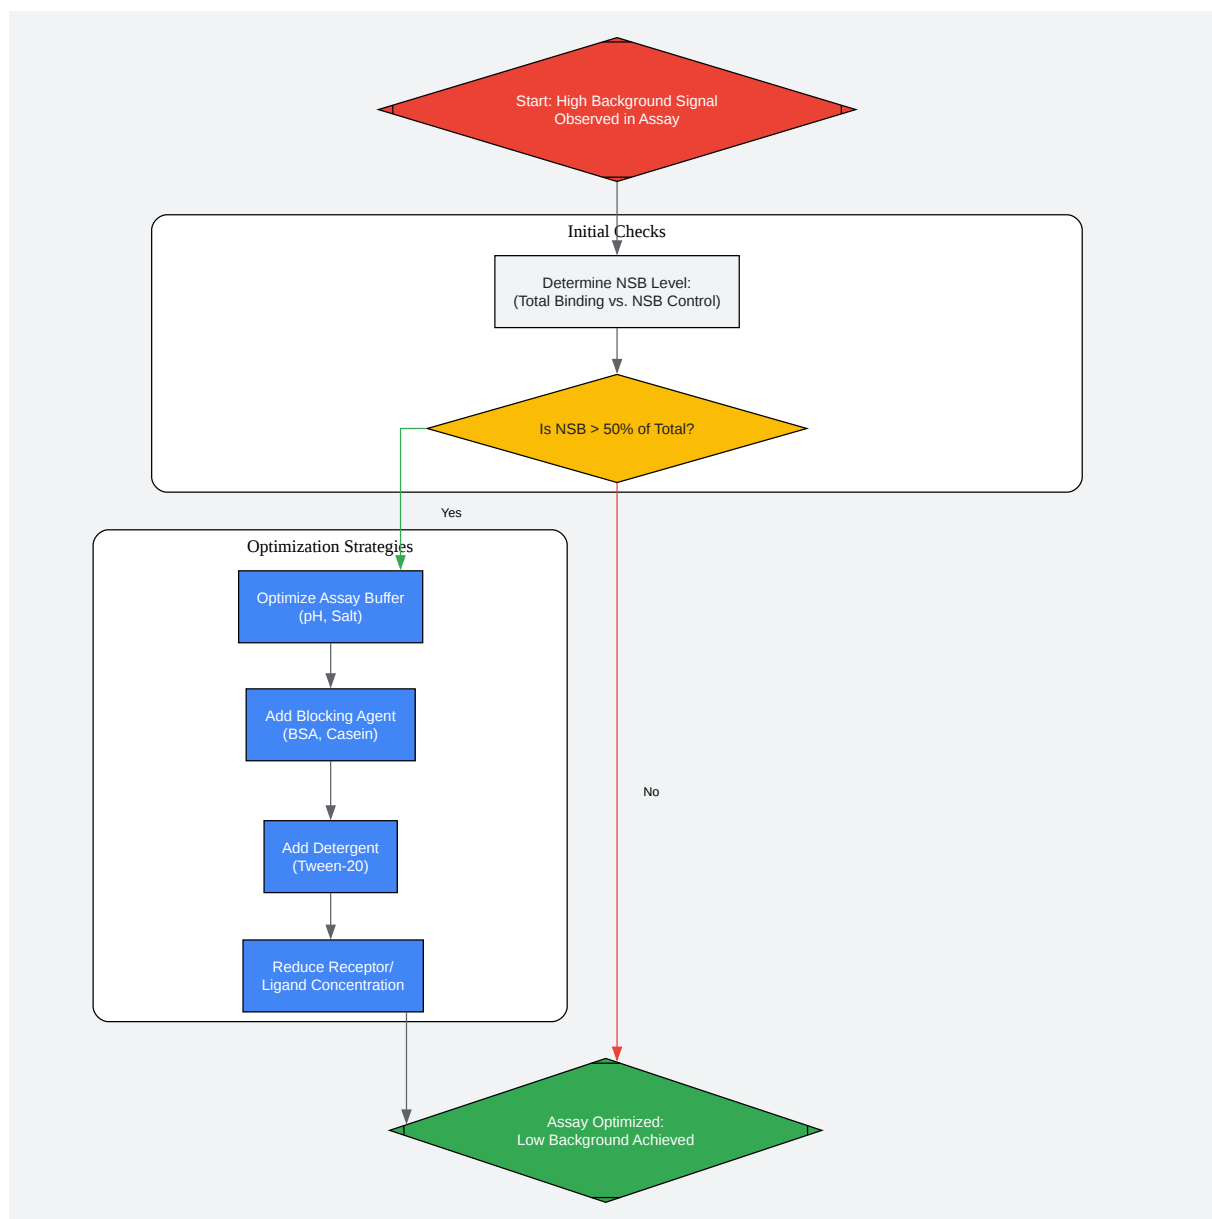 Start: High Background Signal
Observed in Assay
Initial Checks
Determine NSB Level:
(Total Binding vs. NSB Control)
Is NSB > 50% of Total?
Yes
Optimization Strategies
Optimize Assay Buffer
(pH, Salt)
Add Blocking Agent
(BSA, Casein)
No
Add Detergent
(Tween-20)
Reduce Receptor/
Ligand Concentration
Assay Optimized:
Low Background Achieved